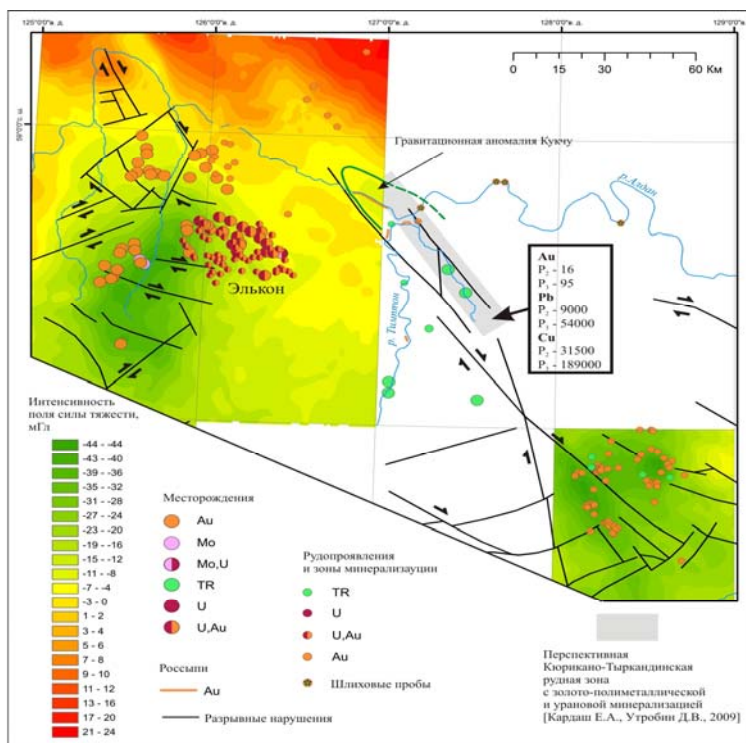 125°0'0"в. д. 126°0'0"в. д. 127°0'0"в. д. 128°0'0"в. д. 129°0'0"в. д.
0 15 30 60 Км
Гравитационная аномалия Кукчу
р. Алдан
Элькон
р. Тимптон
Au
P2 - 16
P3 - 95
Pb
P2 - 9000
P3 - 54000
Cu
P2 - 31500
P3 - 189000
Интенсивность
поля силы тяжести,
мГл
-44 - -44
-43 - -40
-39 - -36
-35 - -32
-31 - -28
-27 - -24
-23 - -20
-19 - -16
-15 - -12
-11 - -8
-7 - -4
-3 - 0
1 - 2
3 - 4
5 - 6
7 - 8
9 - 10
11 - 12
13 - 16
17 - 20
21 - 24
Месторождения
Au
Mo
Mo,U
TR
U
U,Au
Россыпи
Au
Разрывные нарушения
Рудопроявления
и зоны минерализауции
TR
U
U,Au
Au
Шлиховые пробы
Перспективная
Кюрикано-Тыркандинская
рудная зона
с золото-полиметаллической
и урановой минерализацией
[Кардаш Е.А., Утробин Д.В., 2009]